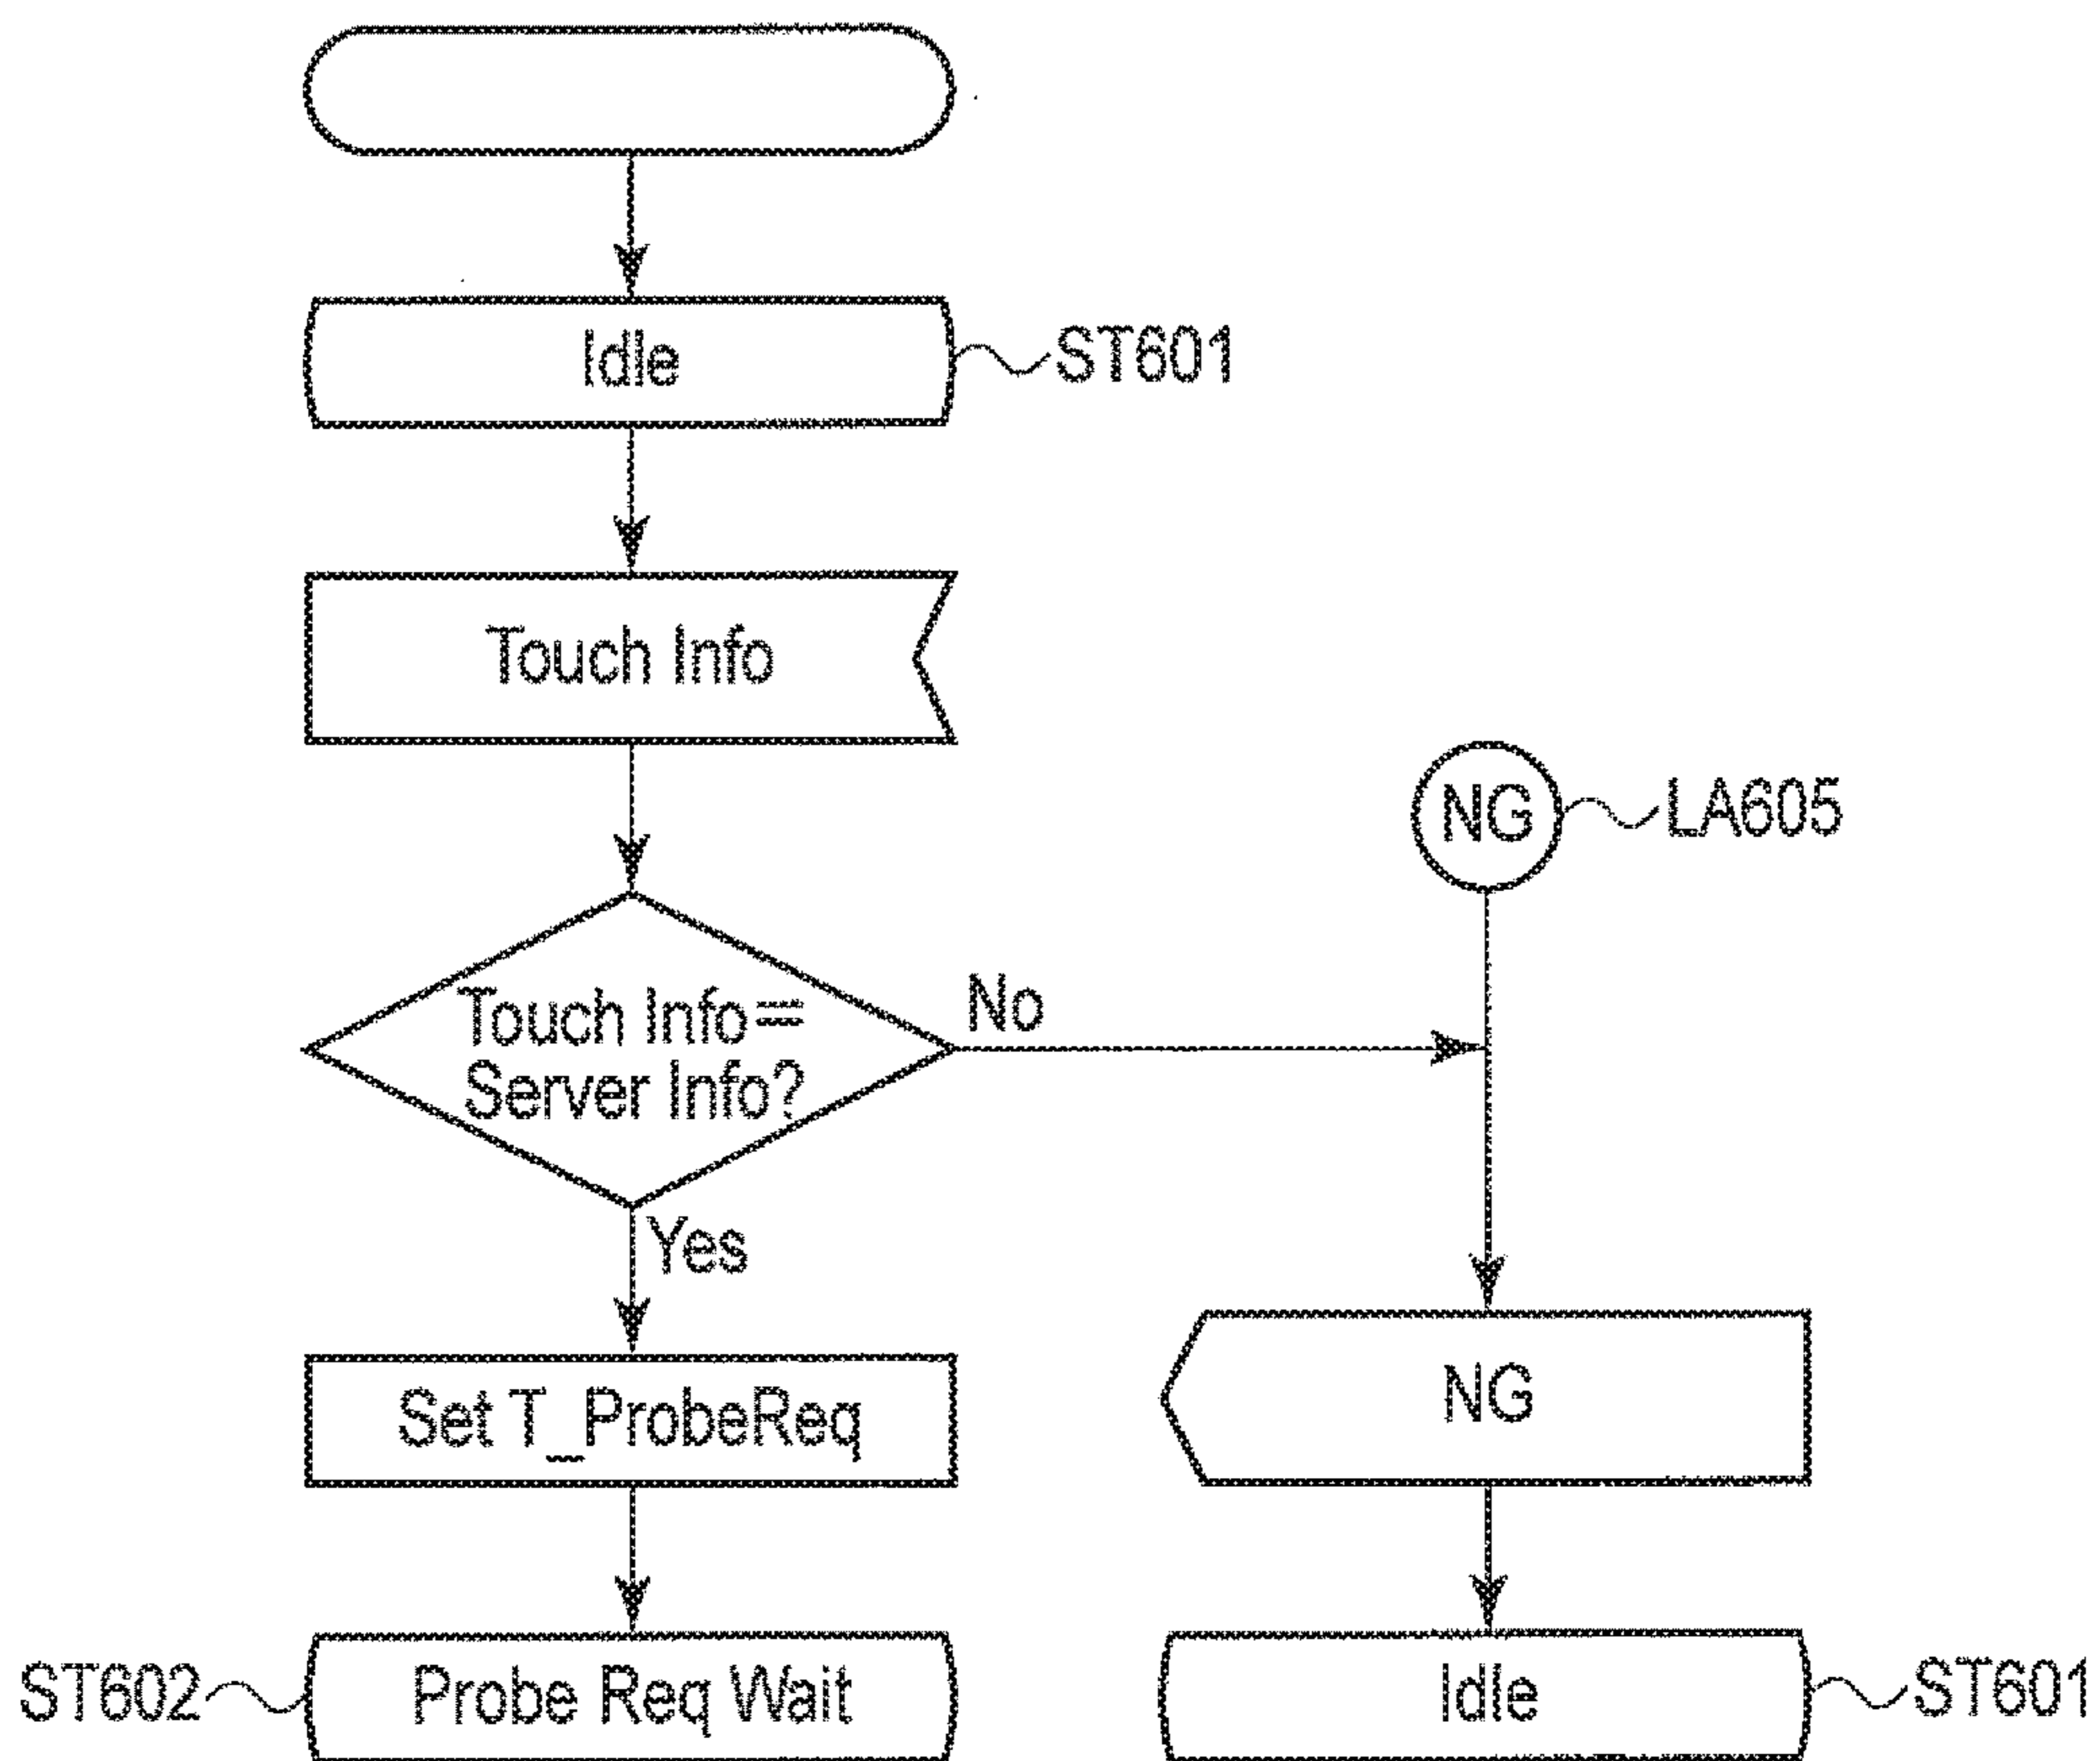 Idle
ST601
Touch Info
NG
LA605
Touch Info==
Server Info?
No
Yes
Set T_ProbeReq
NG
ST602
Probe Req Wait
Idle
ST601